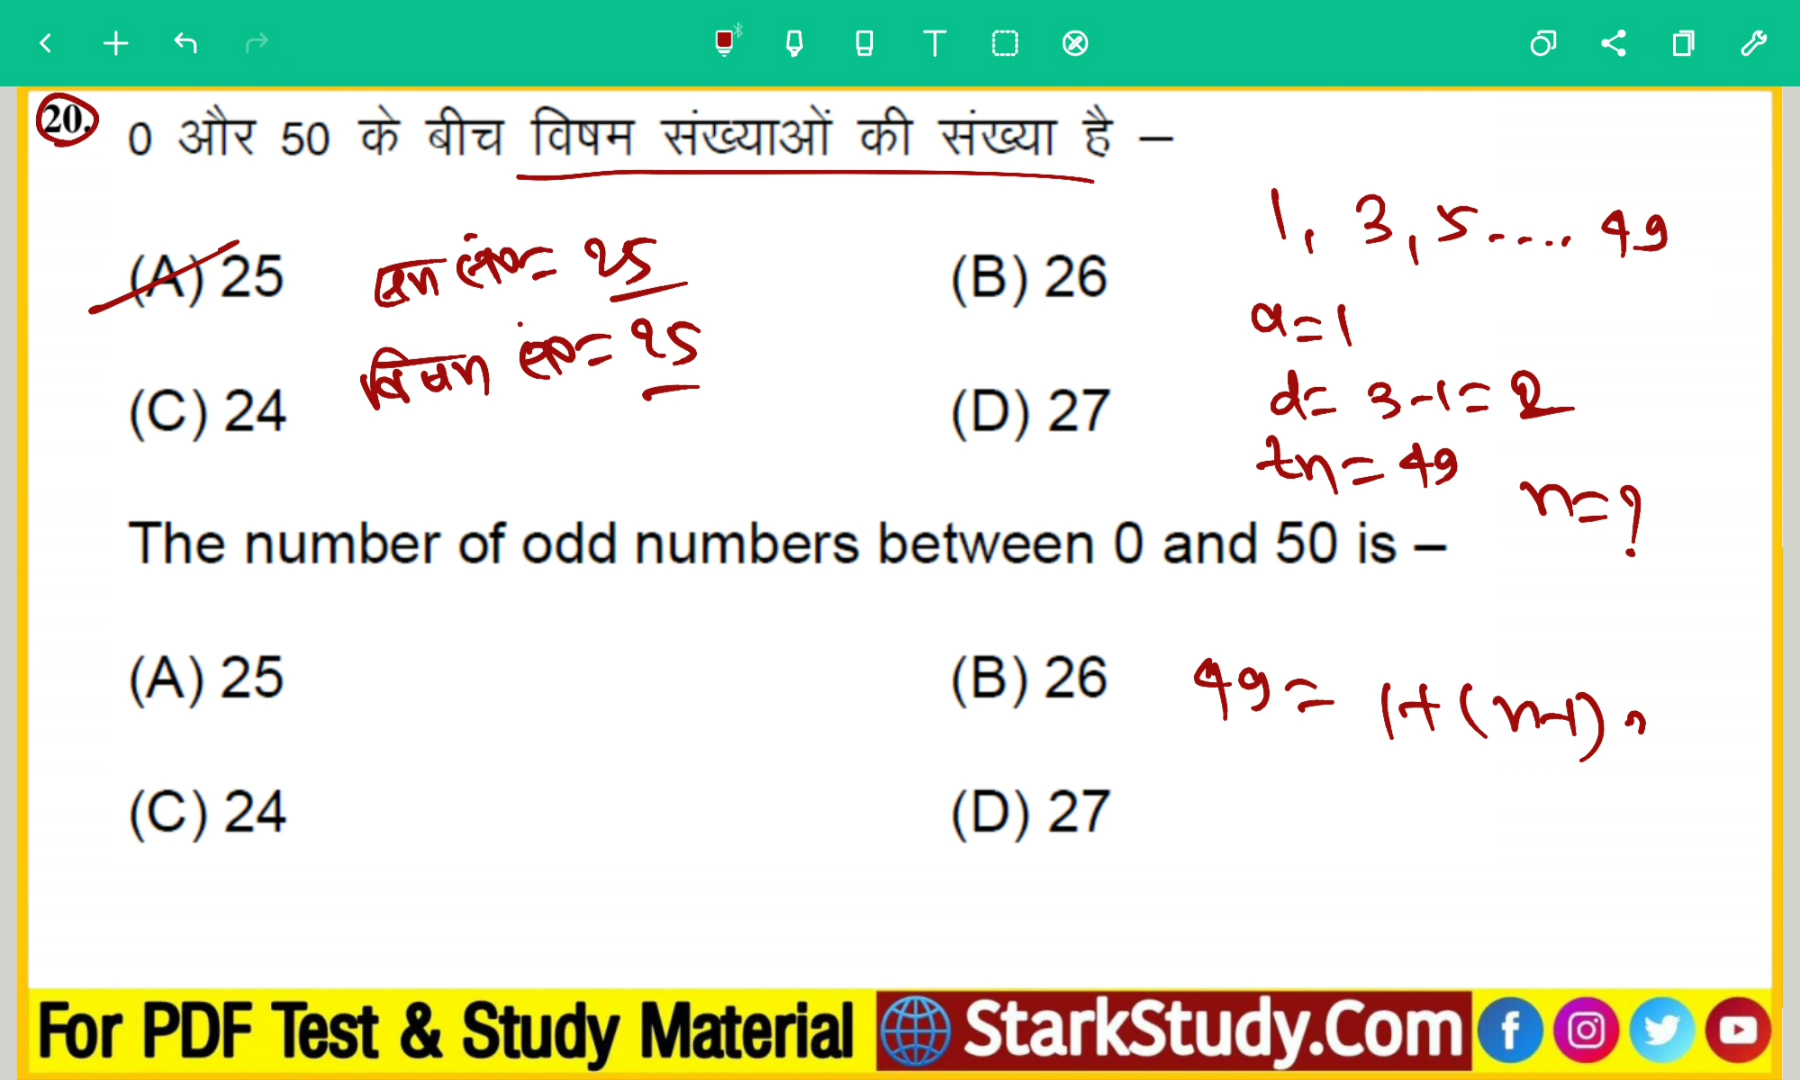 20. 0 और 50 के बीच विषम संख्याओं की संख्या है –
1, 3, 5.... 49
(A) 25
= 25
(B) 26
a=1
= 25
(C) 24
(D) 27
d= 3-1= 2
tn= 49
n=?
The number of odd numbers between 0 and 50 is –
(A) 25
(B) 26
49= 1+(n-1)
(C) 24
(D) 27
For PDF Test & Study Material StarkStudy.Com